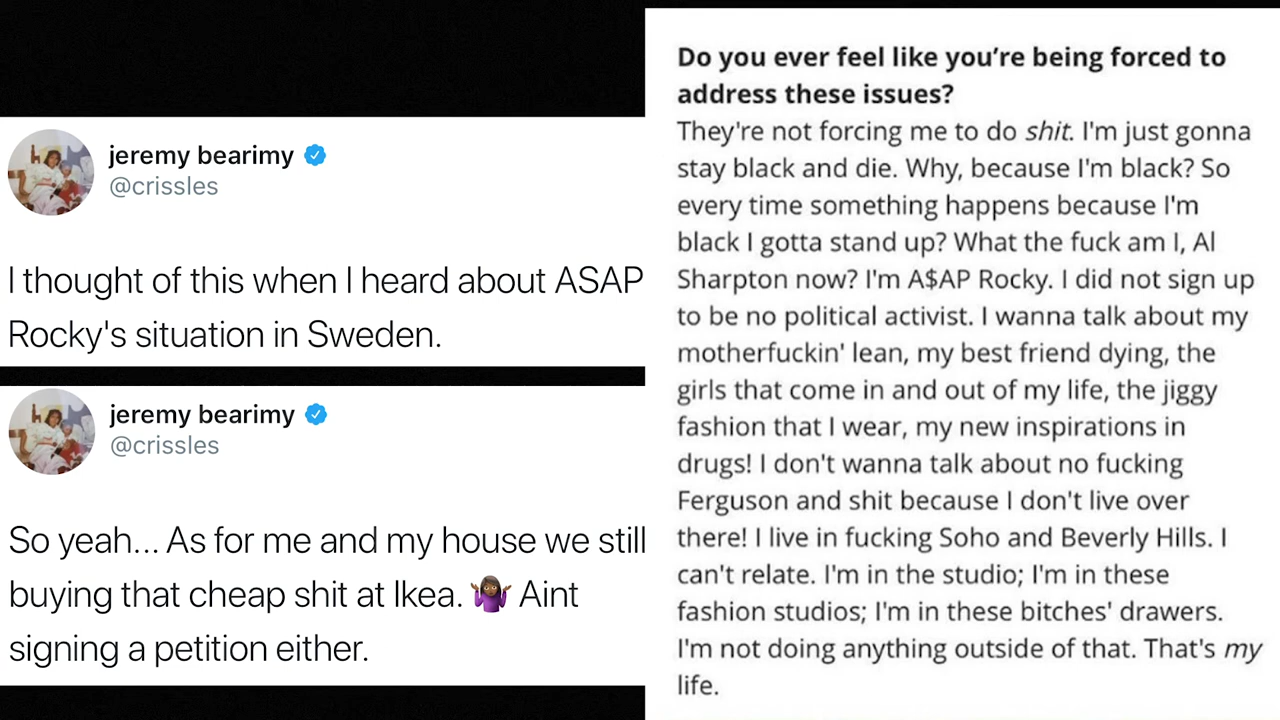 jeremy bearimy
@crissles
I thought of this when I heard about ASAP
Rocky's situation in Sweden.
jeremy bearimy
@crissles
So yeah... As for me and my house we still
buying that cheap shit at Ikea. 🤷🏾‍♀️ Aint
signing a petition either.
Do you ever feel like you’re being forced to
address these issues?
They're not forcing me to do shit. I'm just gonna
stay black and die. Why, because I'm black? So
every time something happens because I'm
black I gotta stand up? What the fuck am I, Al
Sharpton now? I'm A$AP Rocky. I did not sign up
to be no political activist. I wanna talk about my
motherfuckin' lean, my best friend dying, the
girls that come in and out of my life, the jiggy
fashion that I wear, my new inspirations in
drugs! I don't wanna talk about no fucking
Ferguson and shit because I don't live over
there! I live in fucking Soho and Beverly Hills. I
can't relate. I'm in the studio; I'm in these
fashion studios; I'm in these bitches' drawers.
I'm not doing anything outside of that. That's my
life.